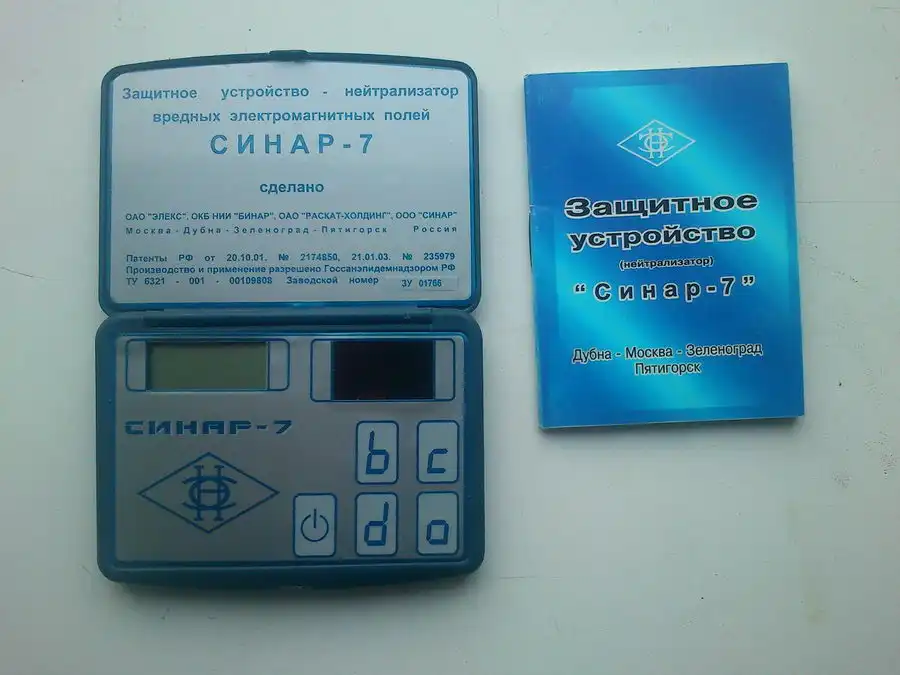 Защитное устройство - нейтрализатор
вредных электромагнитных полей
СИНАР-7
сделано
ОАО "ЭЛЕКС", ОКБ НИИ "БИНАР", ОАО "РАСКАТ-ХОЛДИНГ", ООО "СИНАР"
Москва - Дубна - Зеленоград - Пятигорск Россия
Патенты РФ от 20.10.01. № 2174850, 21.01.03. № 235979
Производство и применение разрешено Госсанэпидемнадзором РФ
ТУ 6321 - 001 - 00109808 Заводской номер ЗУ 01766
СИНАР-7
b c
d a
Защитное
устройство
(нейтрализатор)
“Синар-7”
Дубна - Москва - Зеленоград
Пятигорск